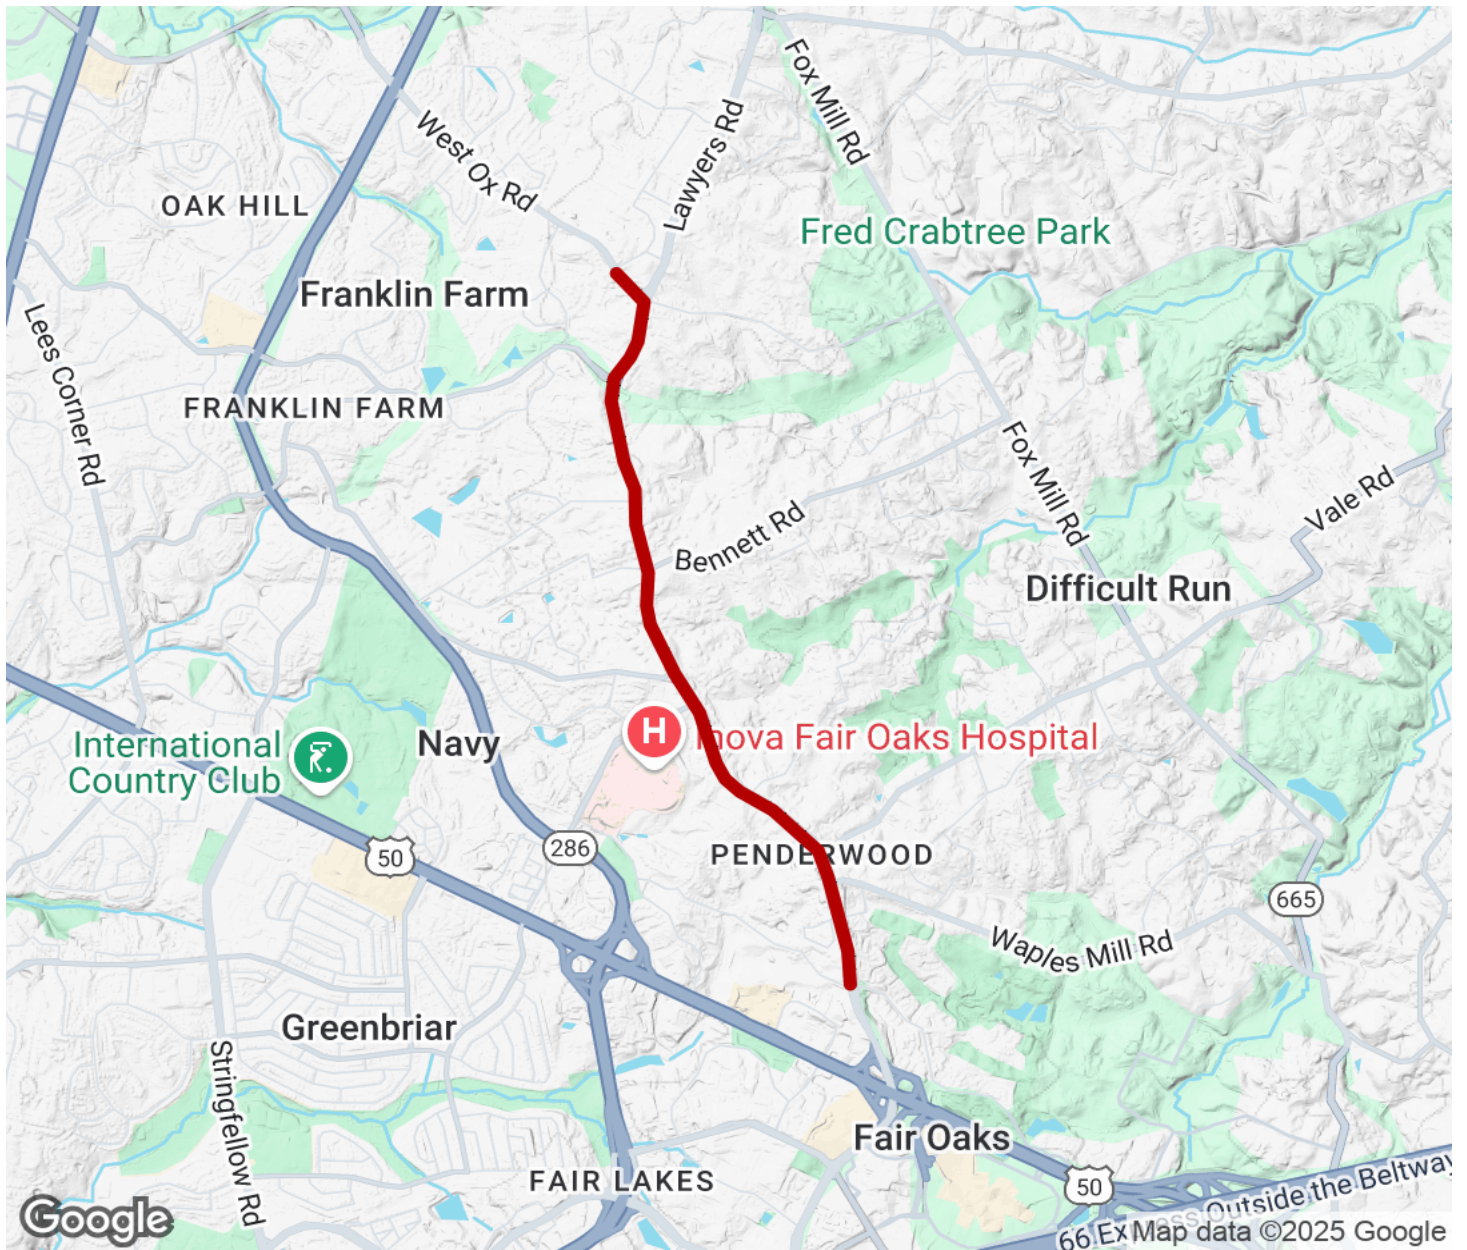 Fox Mill Rd
West Ox Rd
Lawyers Rd
OAK HILL
Fred Crabtree Park
Franklin Farm
Lees Corner Rd
FRANKLIN FARM
Fox Mill Rd
Vale Rd
Bennett Rd
Difficult Run
H
Inova Fair Oaks Hospital
International
Country Club
Navy
50
286
PENDERWOOD
665
Waples Mill Rd
Greenbriar
Stringfellow Rd
Fair Oaks
FAIR LAKES
50
Outside the Beltway
Google
Map data ©2025 Google